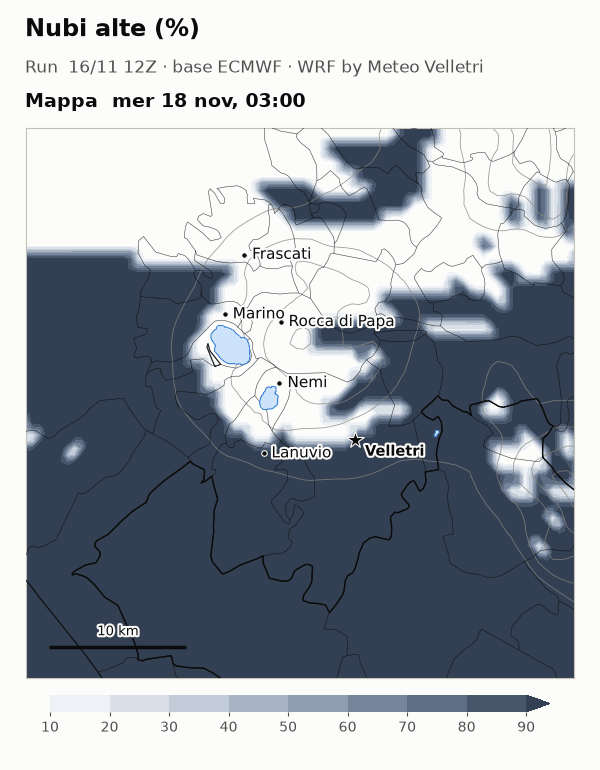 Nubi alte (%)
Run 16/11 12Z · base ECMWF · WRF by Meteo Velletri
Mappa mer 18 nov, 03:00
Frascati
Marino
Rocca di Papa
Nemi
Lanuvio
Velletri
10 km
10 20 30 40 50 60 70 80 90